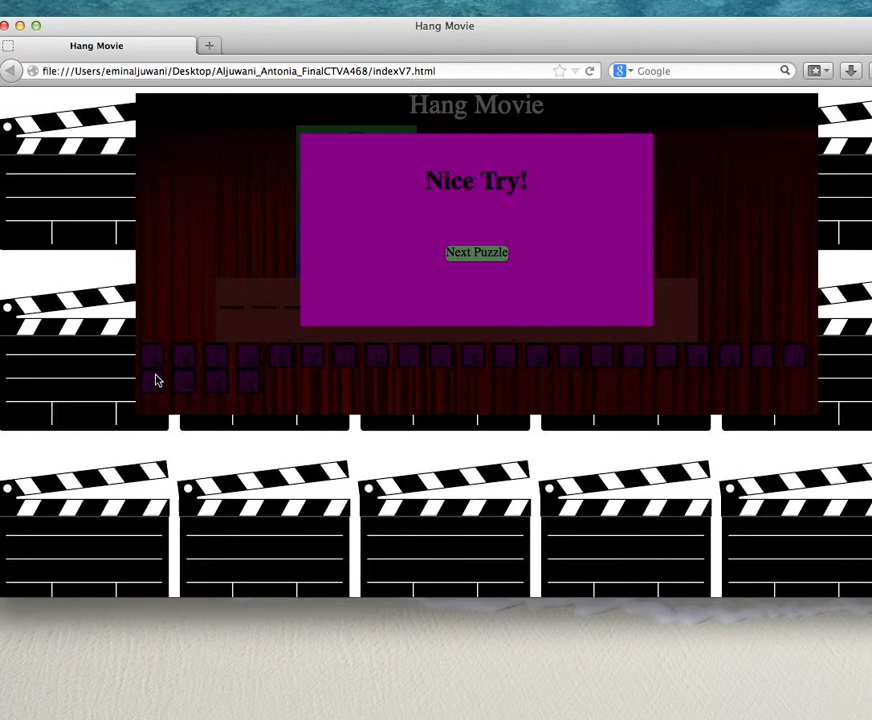 Hang Movie
Hang Movie
file:///Users/eminaljuwani/Desktop/Aljuwani_Antonia_FinalCTVA468/indexV7.html
Google
Hang Movie
Nice Try!
Next Puzzle